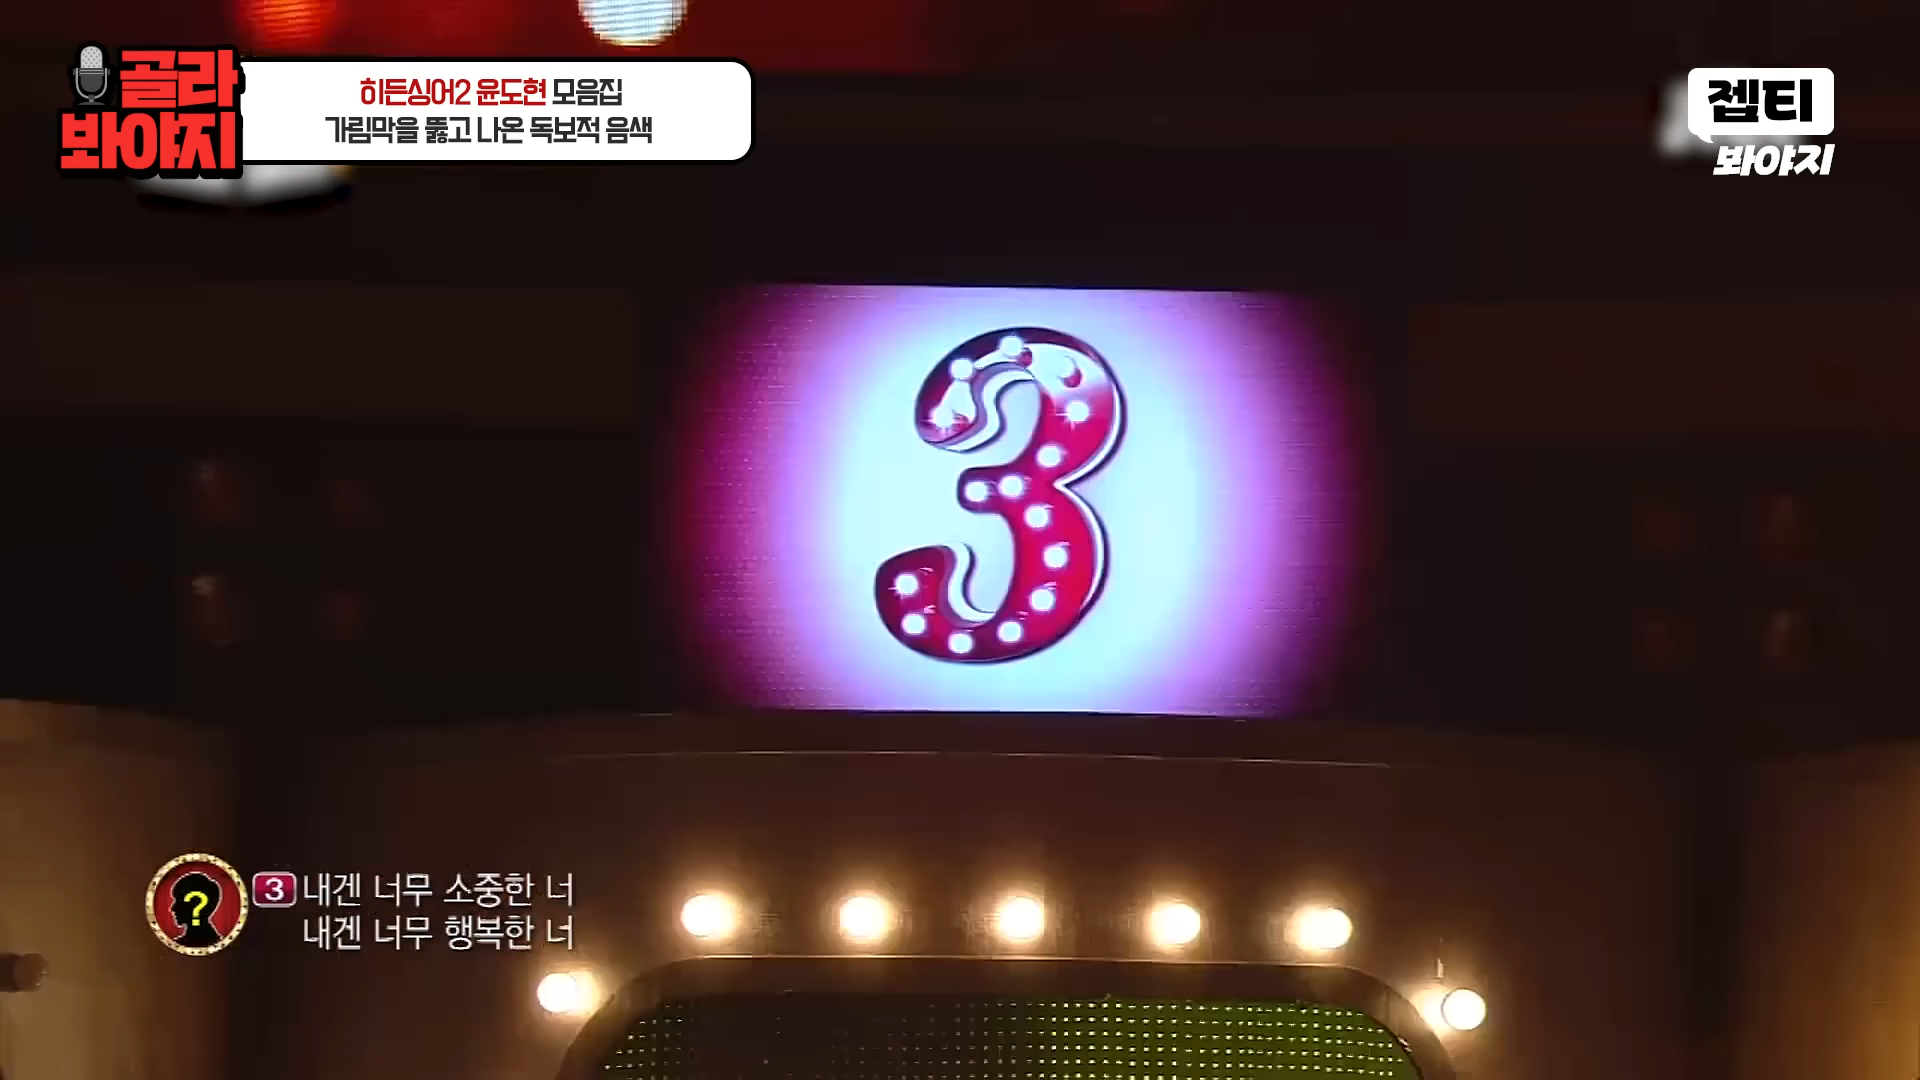 골라
봐야지
히든싱어2 윤도현 모음집
가림막을 뚫고 나온 독보적 음색
젭티
봐야지
3
?
3 내겐 너무 소중한 너
내겐 너무 행복한 너